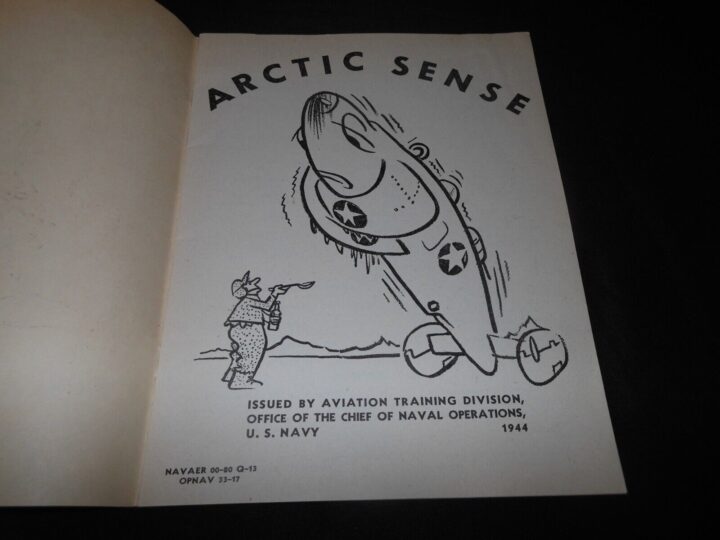 ARCTIC SENSE
ISSUED BY AVIATION TRAINING DIVISION,
OFFICE OF THE CHIEF OF NAVAL OPERATIONS,
U. S. NAVY 1944
NAVAER 00-80 Q-13
OPNAV 33-17